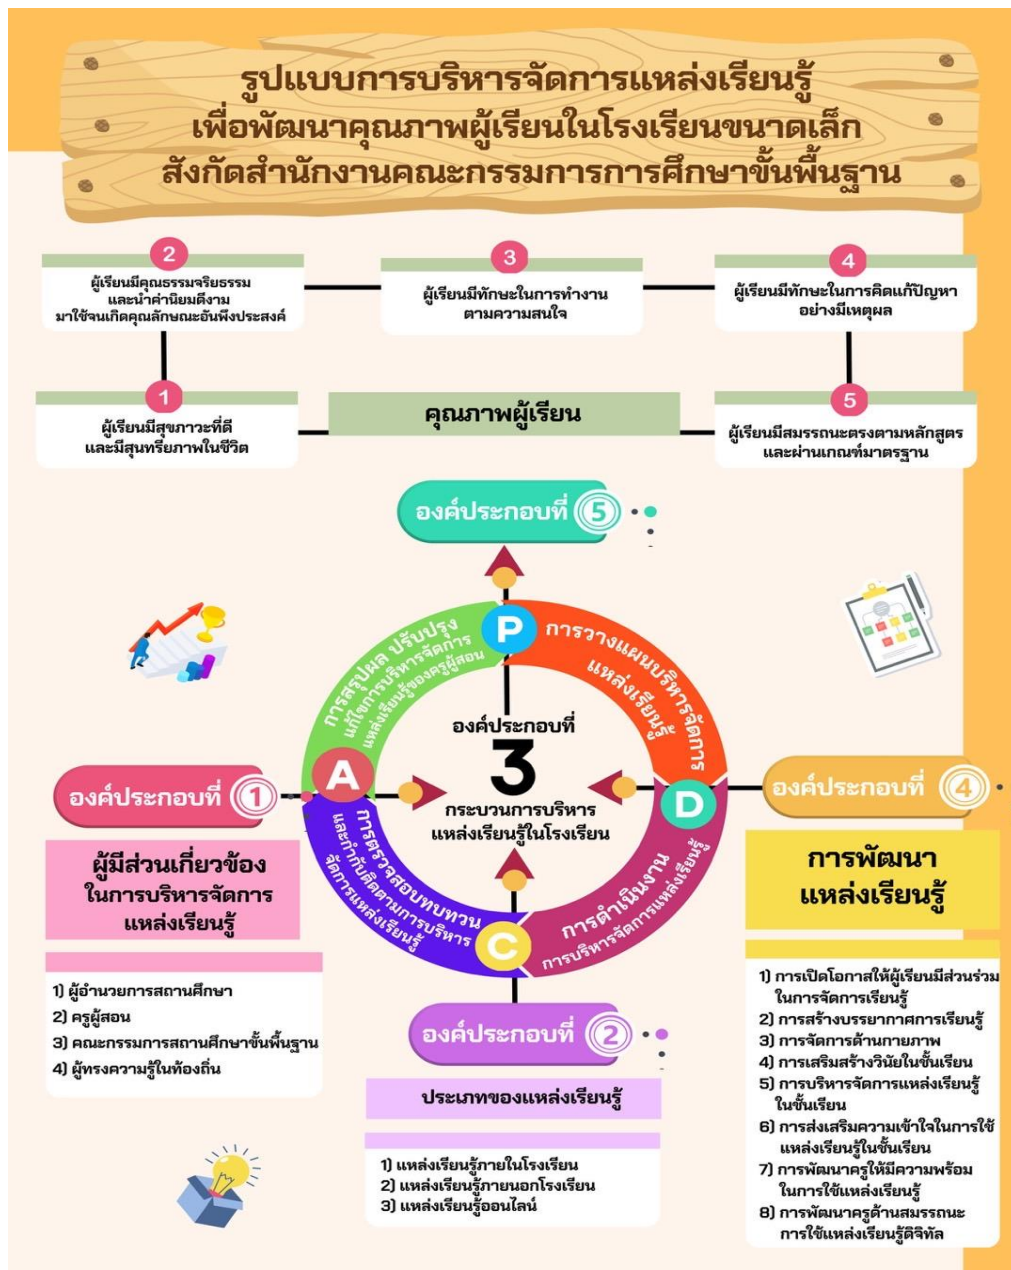 รูปแบบการบริหารจัดการแหล่งเรียนรู้
เพื่อพัฒนาคุณภาพผู้เรียนในโรงเรียนขนาดเล็ก
สังกัดสำนักงานคณะกรรมการการศึกษาขั้นพื้นฐาน
2
ผู้เรียนมีคุณธรรมจริยธรรม
และนำค่านิยมดีงาม
มาใช้จนเกิดคุณลักษณะอันพึงประสงค์
3
ผู้เรียนมีทักษะในการทำงาน
ตามความสนใจ
4
ผู้เรียนมีทักษะในการคิดแก้ปัญหา
อย่างมีเหตุผล
1
ผู้เรียนมีสุขภาวะที่ดี
และมีสุนทรียภาพในชีวิต
คุณภาพผู้เรียน
5
ผู้เรียนมีสมรรถนะตรงตามหลักสูตร
และผ่านเกณฑ์มาตรฐาน
องค์ประกอบที่ 5
P
การวางแผนบริหารจัดการ
แหล่งเรียนรู้
การสรุปผล ปรับปรุง
แก้ไขการบริหารจัดการ
แหล่งเรียนรู้ของครูผู้สอน
องค์ประกอบที่
3
กระบวนการบริหาร
แหล่งเรียนรู้ในโรงเรียน
A
D
การตรวจสอบทบทวน
และกำกับติดตามการบริหาร
จัดการแหล่งเรียนรู้
การดำเนินงาน
การบริหารจัดการแหล่งเรียนรู้
C
องค์ประกอบที่ 1
ผู้มีส่วนเกี่ยวข้อง
ในการบริหารจัดการ
แหล่งเรียนรู้
1) ผู้อำนวยการสถานศึกษา
2) ครูผู้สอน
3) คณะกรรมการสถานศึกษาขั้นพื้นฐาน
4) ผู้ทรงความรู้ในท้องถิ่น
องค์ประกอบที่ 2
ประเภทของแหล่งเรียนรู้
1) แหล่งเรียนรู้ภายในโรงเรียน
2) แหล่งเรียนรู้ภายนอกโรงเรียน
3) แหล่งเรียนรู้ออนไลน์
องค์ประกอบที่ 4
การพัฒนา
แหล่งเรียนรู้
1) การเปิดโอกาสให้ผู้เรียนมีส่วนร่วม
ในการจัดการเรียนรู้
2) การสร้างบรรยากาศการเรียนรู้
3) การจัดการด้านกายภาพ
4) การเสริมสร้างวินัยในชั้นเรียน
5) การบริหารจัดการแหล่งเรียนรู้
ในชั้นเรียน
6) การส่งเสริมความเข้าใจในการใช้
แหล่งเรียนรู้ในชั้นเรียน
7) การพัฒนาครูให้มีความพร้อม
ในการใช้แหล่งเรียนรู้
8) การพัฒนาครูด้านสมรรถนะ
การใช้แหล่งเรียนรู้ดิจิทัล